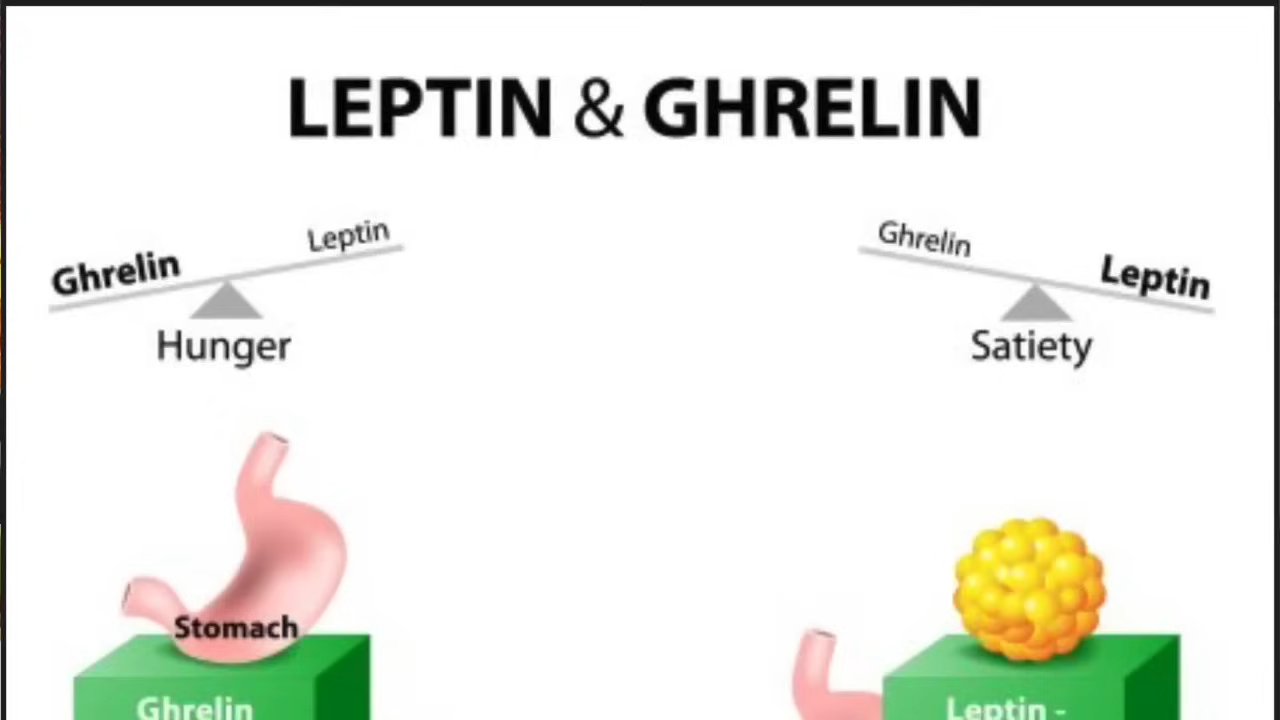 LEPTIN & GHRELIN
Ghrelin
Leptin
Hunger
Ghrelin
Leptin
Satiety
Stomach
Ghrelin
Leptin -